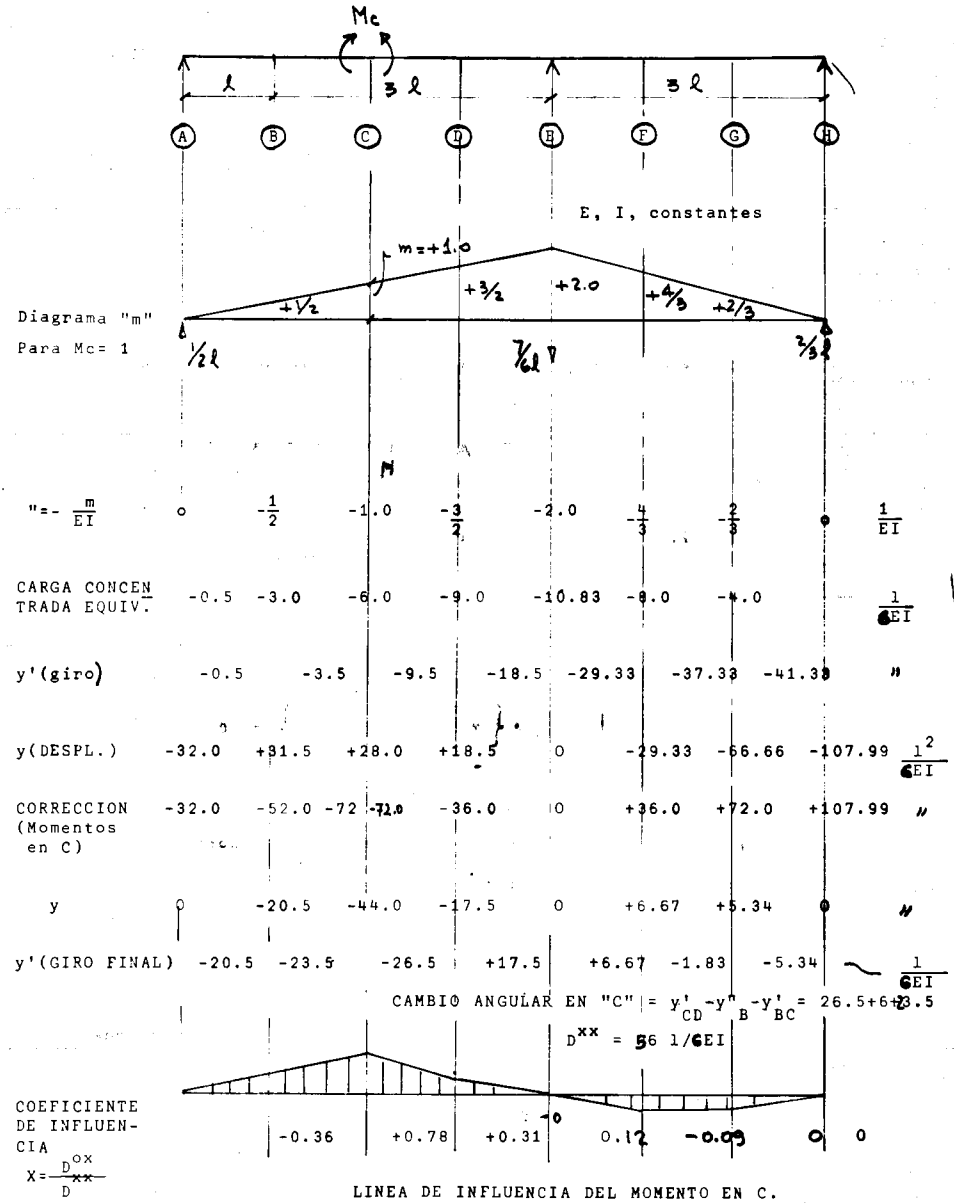 Mc
l 3 l 3 l
A B C D E F G H
E, I, constantes
m=+1.0
+1/2 +3/2 +2.0 +4/3 +2/3
Diagrama "m"
Para Mc= 1
1/2 l 7/6 l 2/3 l
M
"=- m/EI 0 -1/2 -1.0 -3/2 -2.0 -4/3 -2/3 0 1/EI
CARGA CONCEN
TRADA EQUIV. -0.5 -3.0 -6.0 -9.0 -10.83 -8.0 -4.0 l/6EI
y'(giro) -0.5 -3.5 -9.5 -18.5 -29.33 -37.33 -41.33 "
y(DESPL.) -32.0 +31.5 +28.0 +18.5 0 -29.33 -66.66 -107.99 l²/6EI
CORRECCION -32.0 -52.0 -72 -72.0 -36.0 0 +36.0 +72.0 +107.99 "
(Momentos
en C)
y 0 -20.5 -44.0 -17.5 0 +6.67 +5.34 0 "
y'(GIRO FINAL) -20.5 -23.5 -26.5 +17.5 +6.67 -1.83 -5.34 1/6EI
CAMBIO ANGULAR EN "C" = y'CD -y"B -y'BC = 26.5+6+23.5
Dxx = 56 l/6EI
COEFICIENTE
DE INFLUEN-
CIA
-0
-0.36 +0.78 +0.31 0.12 -0.09 0 0
X= Dox/Dxx
LINEA DE INFLUENCIA DEL MOMENTO EN C.